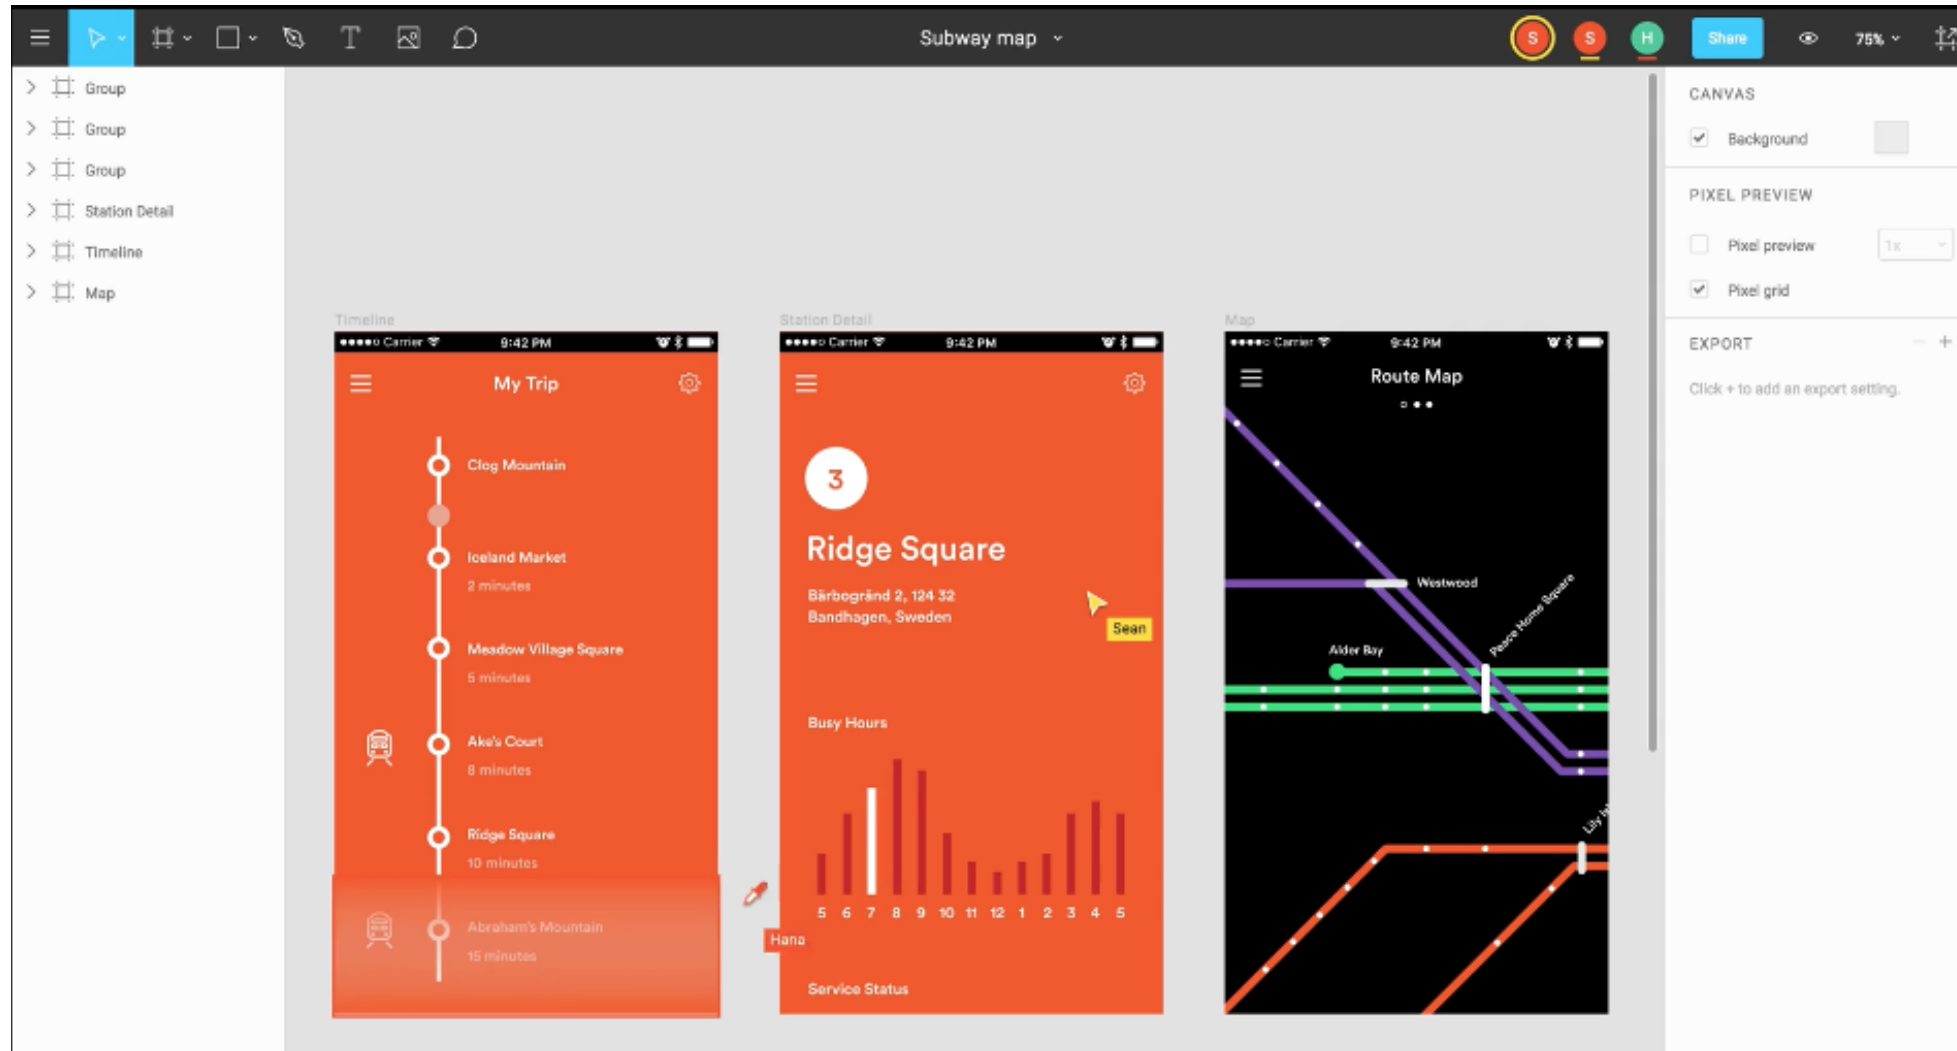 Subway map
S
S
H
Share
75%
Group
Group
Group
Station Detail
Timeline
Map
Timeline
Carrier
9:42 PM
My Trip
Clog Mountain
Iceland Market
2 minutes
Meadow Village Square
5 minutes
Ake's Court
8 minutes
Ridge Square
10 minutes
Abraham's Mountain
15 minutes
Station Detail
Carrier
9:42 PM
3
Ridge Square
Bärbogränd 2, 124 32
Bandhagen, Sweden
Sean
Busy Hours
5 6 7 8 9 10 11 12 1 2 3 4 5
Hana
Service Status
Map
Carrier
9:42 PM
Route Map
Westwood
Peace Home Square
Alder Bay
Lily
CANVAS
Background
PIXEL PREVIEW
Pixel preview
1x
Pixel grid
EXPORT
Click + to add an export setting.